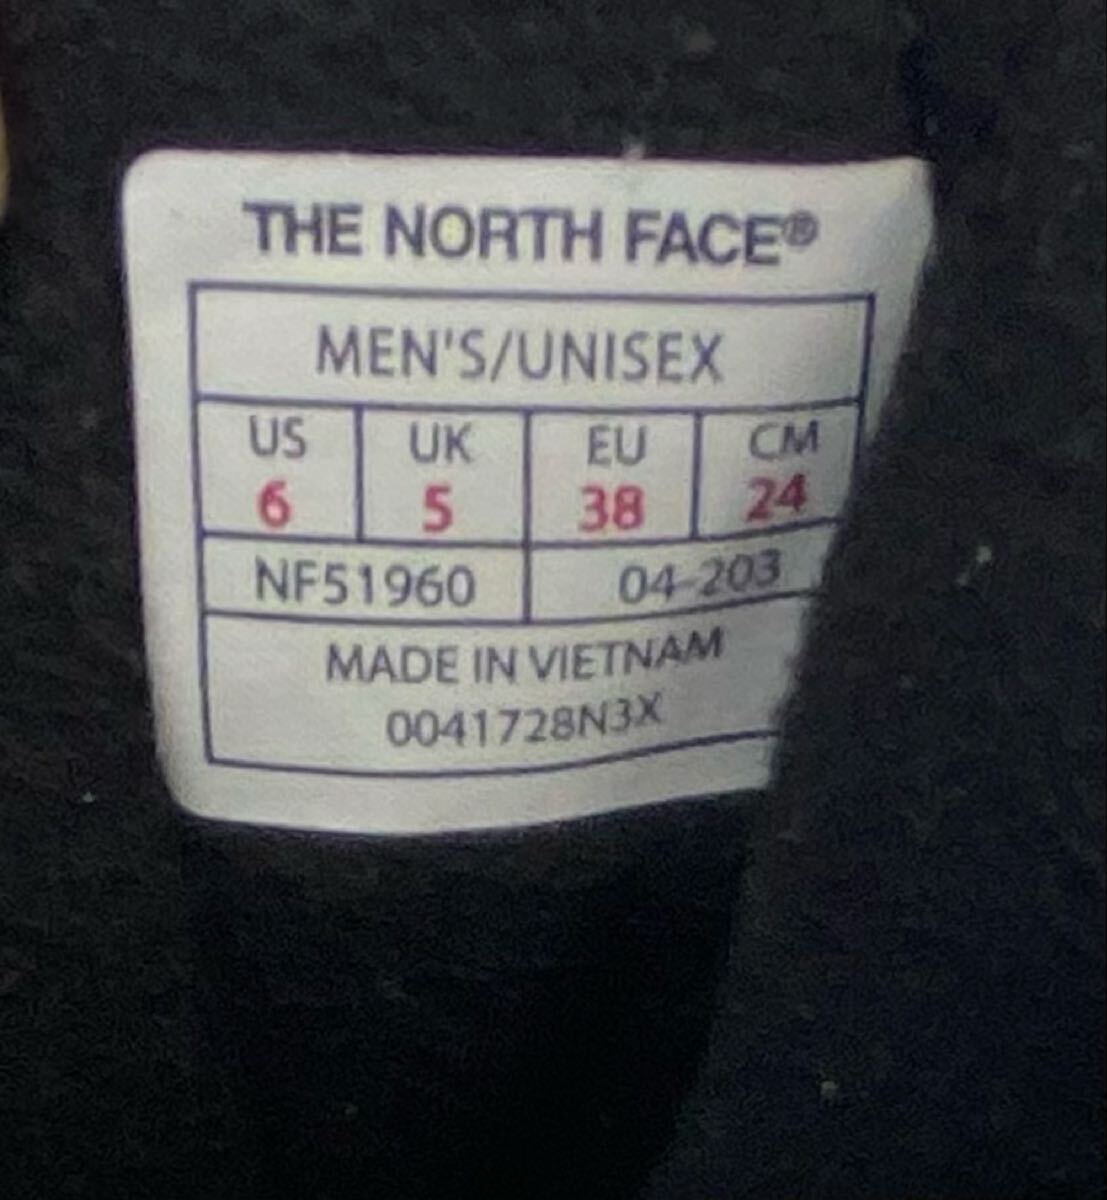 THE NORTH FACE®
MEN'S/UNISEX
US UK EU CM
6 5 38 24
NF51960 04-203
MADE IN VIETNAM
0041728N3X